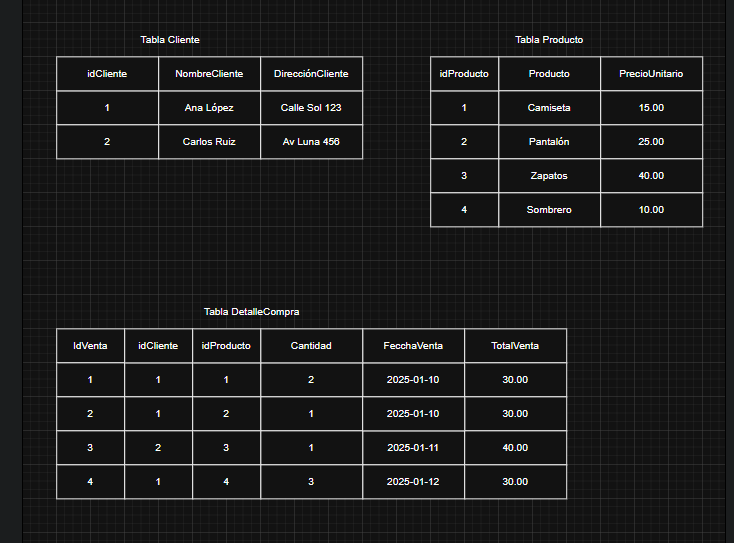 Tabla Cliente
idCliente NombreCliente DirecciónCliente
1 Ana López Calle Sol 123
2 Carlos Ruiz Av Luna 456
Tabla Producto
idProducto Producto PrecioUnitario
1 Camiseta 15.00
2 Pantalón 25.00
3 Zapatos 40.00
4 Sombrero 10.00
Tabla DetalleCompra
IdVenta idCliente idProducto Cantidad FecchaVenta TotalVenta
1 1 1 2 2025-01-10 30.00
2 1 2 1 2025-01-10 30.00
3 2 3 1 2025-01-11 40.00
4 1 4 3 2025-01-12 30.00